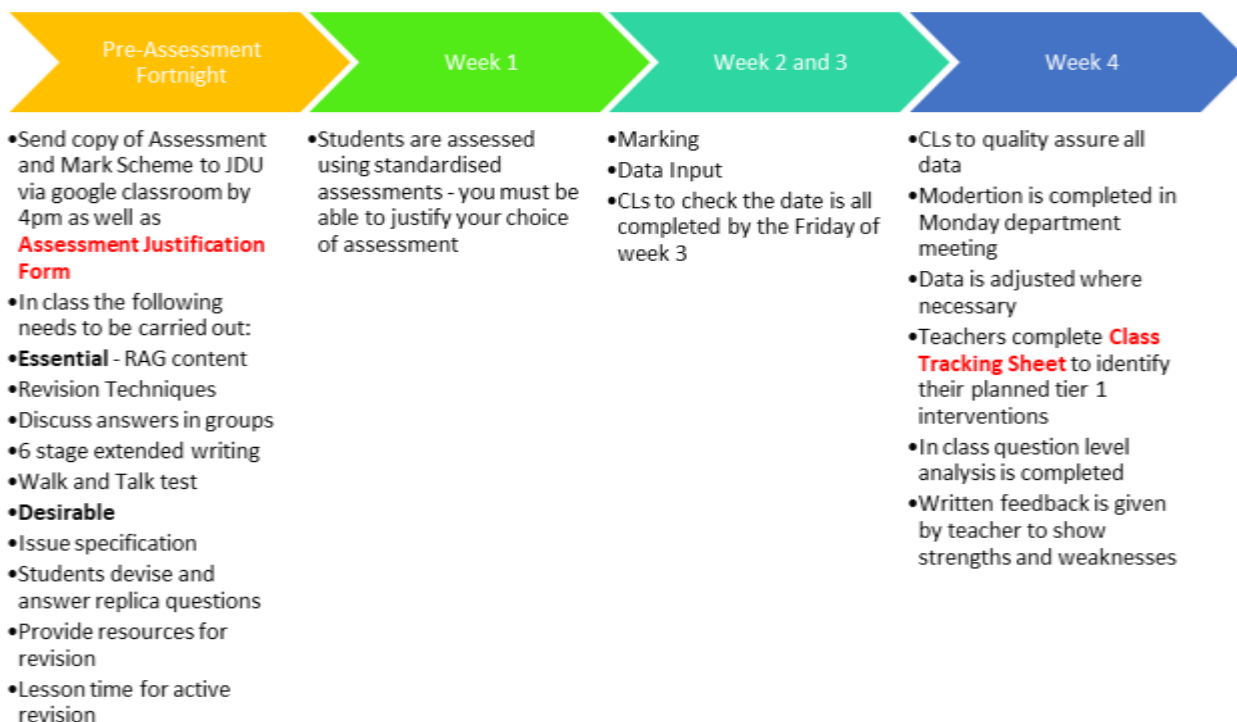 Pre-Assessment
Fortnight
Week 1
Week 2 and 3
Week 4
•Send copy of Assessment
and Mark Scheme to JDU
via google classroom by
4pm as well as
Assessment Justification
Form
•In class the following
needs to be carried out:
•Essential - RAG content
•Revision Techniques
•Discuss answers in groups
•6 stage extended writing
•Walk and Talk test
•Desirable
•Issue specification
•Students devise and
answer replica questions
•Provide resources for
revision
•Lesson time for active
revision
•Students are assessed
using standardised
assessments - you must be
able to justify your choice
of assessment
•Marking
•Data Input
•CLs to check the date is all
completed by the Friday of
week 3
•CLs to quality assure all
data
•Modertion is completed in
Monday department
meeting
•Data is adjusted where
necessary
•Teachers complete Class
Tracking Sheet to identify
their planned tier 1
interventions
•In class question level
analysis is completed
•Written feedback is given
by teacher to show
strengths and weaknesses